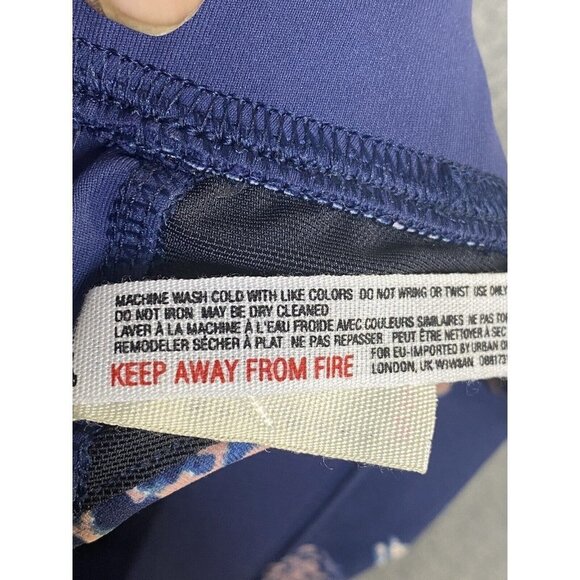 MACHINE WASH COLD WITH LIKE COLORS DO NOT WRING OR TWIST USE ONLY
DO NOT IRON MAY BE DRY CLEANED
LAVER À LA MACHINE À L'EAU FROIDE AVEC COULEURS SIMILAIRES NE PAS
REMODELER SÉCHER À PLAT NE PAS REPASSER PEUT ÊTRE NETTOYER À SEC
FOR EU-IMPORTED BY URBAN
KEEP AWAY FROM FIRE
LONDON, UK W1W8AN